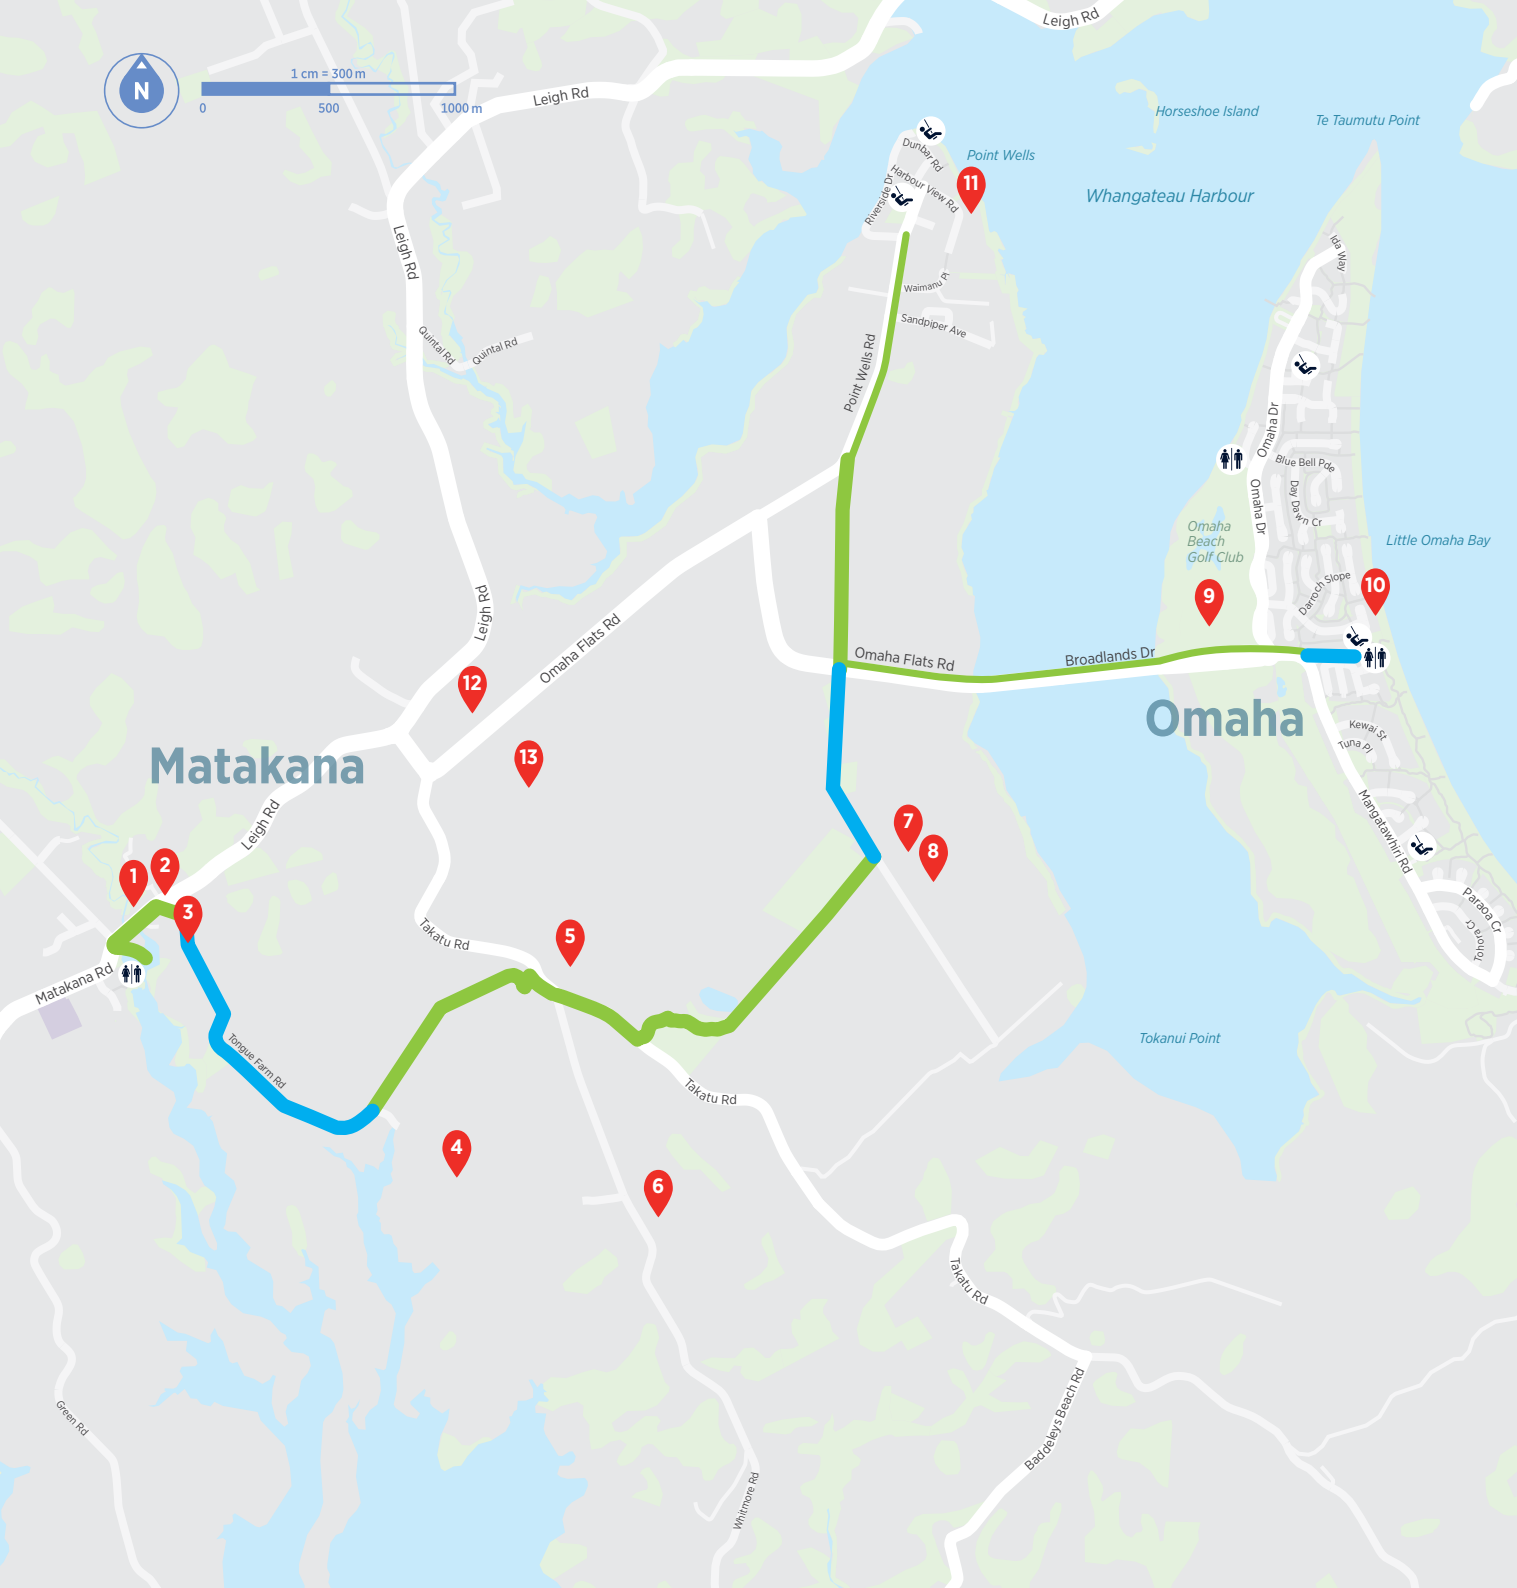 Leigh Rd
N
1 cm = 300 m
0
500
1000 m
Leigh Rd
Horseshoe Island
Te Taumutu Point
Dunbar Rd
Point Wells
Harbour View Rd
Riverside Dr
11
Whangateau Harbour
Leigh Rd
Ida Way
Waimanu Pl
Sandpiper Ave
Quintal Rd
Quintal Rd
Point Wells Rd
Omaha Dr
Blue Bell Pde
Omaha Dr
Day Dawn Cr
Omaha
Beach
Golf Club
Little Omaha Bay
Darroch Slope
10
9
Leigh Rd
Omaha Flats Rd
Omaha Flats Rd
Broadlands Dr
12
Omaha
Kewai St
Tuna Pl
Matakana
13
Leigh Rd
Mangatawhiri Rd
7
8
1
2
3
Paraoa Cr
Tohora Cr
Takatu Rd
5
Matakana Rd
Tongue Farm Rd
Tokanui Point
Takatu Rd
4
6
Takatu Rd
Green Rd
Baddeleys Beach Rd
Whitmore Rd